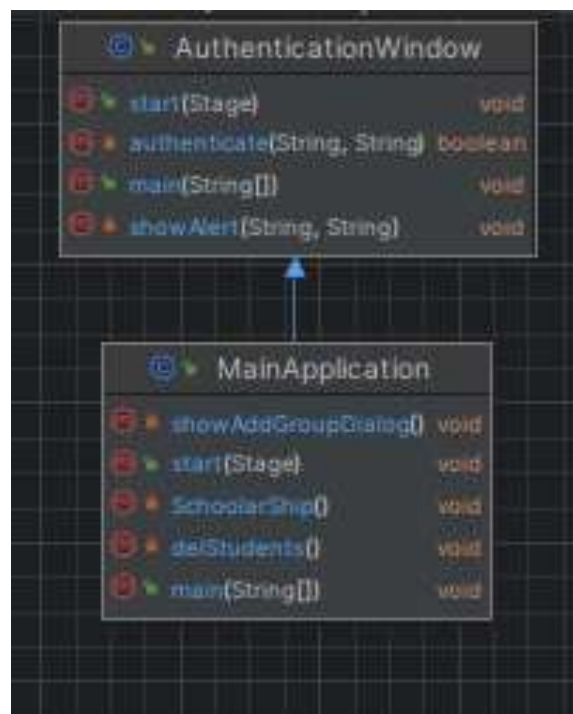 AuthenticationWindow
start(Stage) void
authenticate(String, String) boolean
main(String[]) void
showAlert(String, String) void
MainApplication
showAddGroupDialog() void
start(Stage) void
SchoolarShip() void
delStudents() void
main(String[]) void